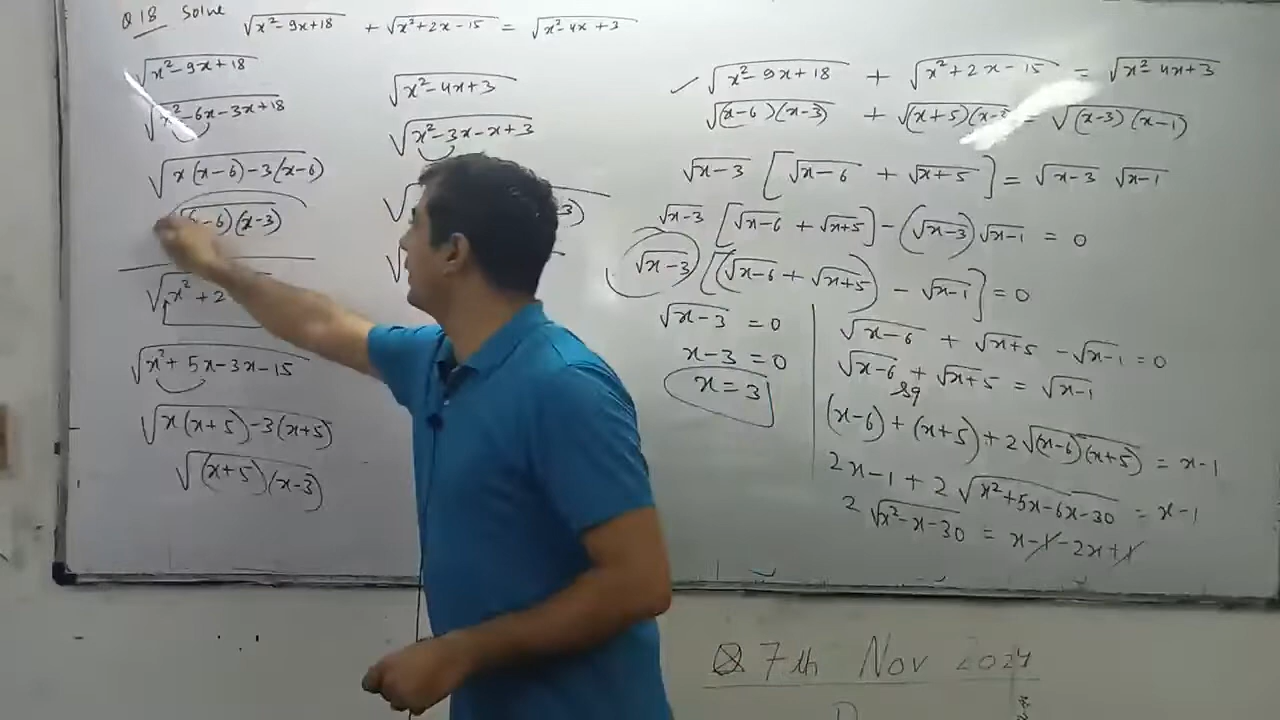 Q18 Solve √(x²-9x+18) + √(x²+2x-15) = √(x²-4x+3)
√(x²-9x+18)
√(x²-6x-3x+18)
√(x(x-6)-3(x-6)
-6)(x-3)
√(x²+2
√(x²+5x-3x-15
√(x(x+5)-3(x+5)
√((x+5)(x-3)
√(x²-4x+3
√(x²-3x-x+3
3)
√(x²-9x+18) + √(x²+2x-15) = √(x²-4x+3
√((x-6)(x-3) + √((x+5)(x- = √((x-3)(x-1)
√(x-3) [√(x-6) + √(x+5)] = √(x-3) √(x-1)
√(x-3) [√(x-6) + √(x+5)] - (√(x-3))√(x-1) = 0
√(x-3) [(√(x-6) + √(x+5)) - √(x-1)] = 0
√(x-3) = 0
x-3 = 0
x = 3
√(x-6) + √(x+5) - √(x-1) = 0
√(x-6) + √(x+5) = √(x-1)
Sq
(x-6)+(x+5)+2√((x-6)(x+5)) = x-1
2x-1+2√(x²+5x-6x-30) = x-1
2√(x²-x-30) = x-1-2x+1
7th Nov 2024